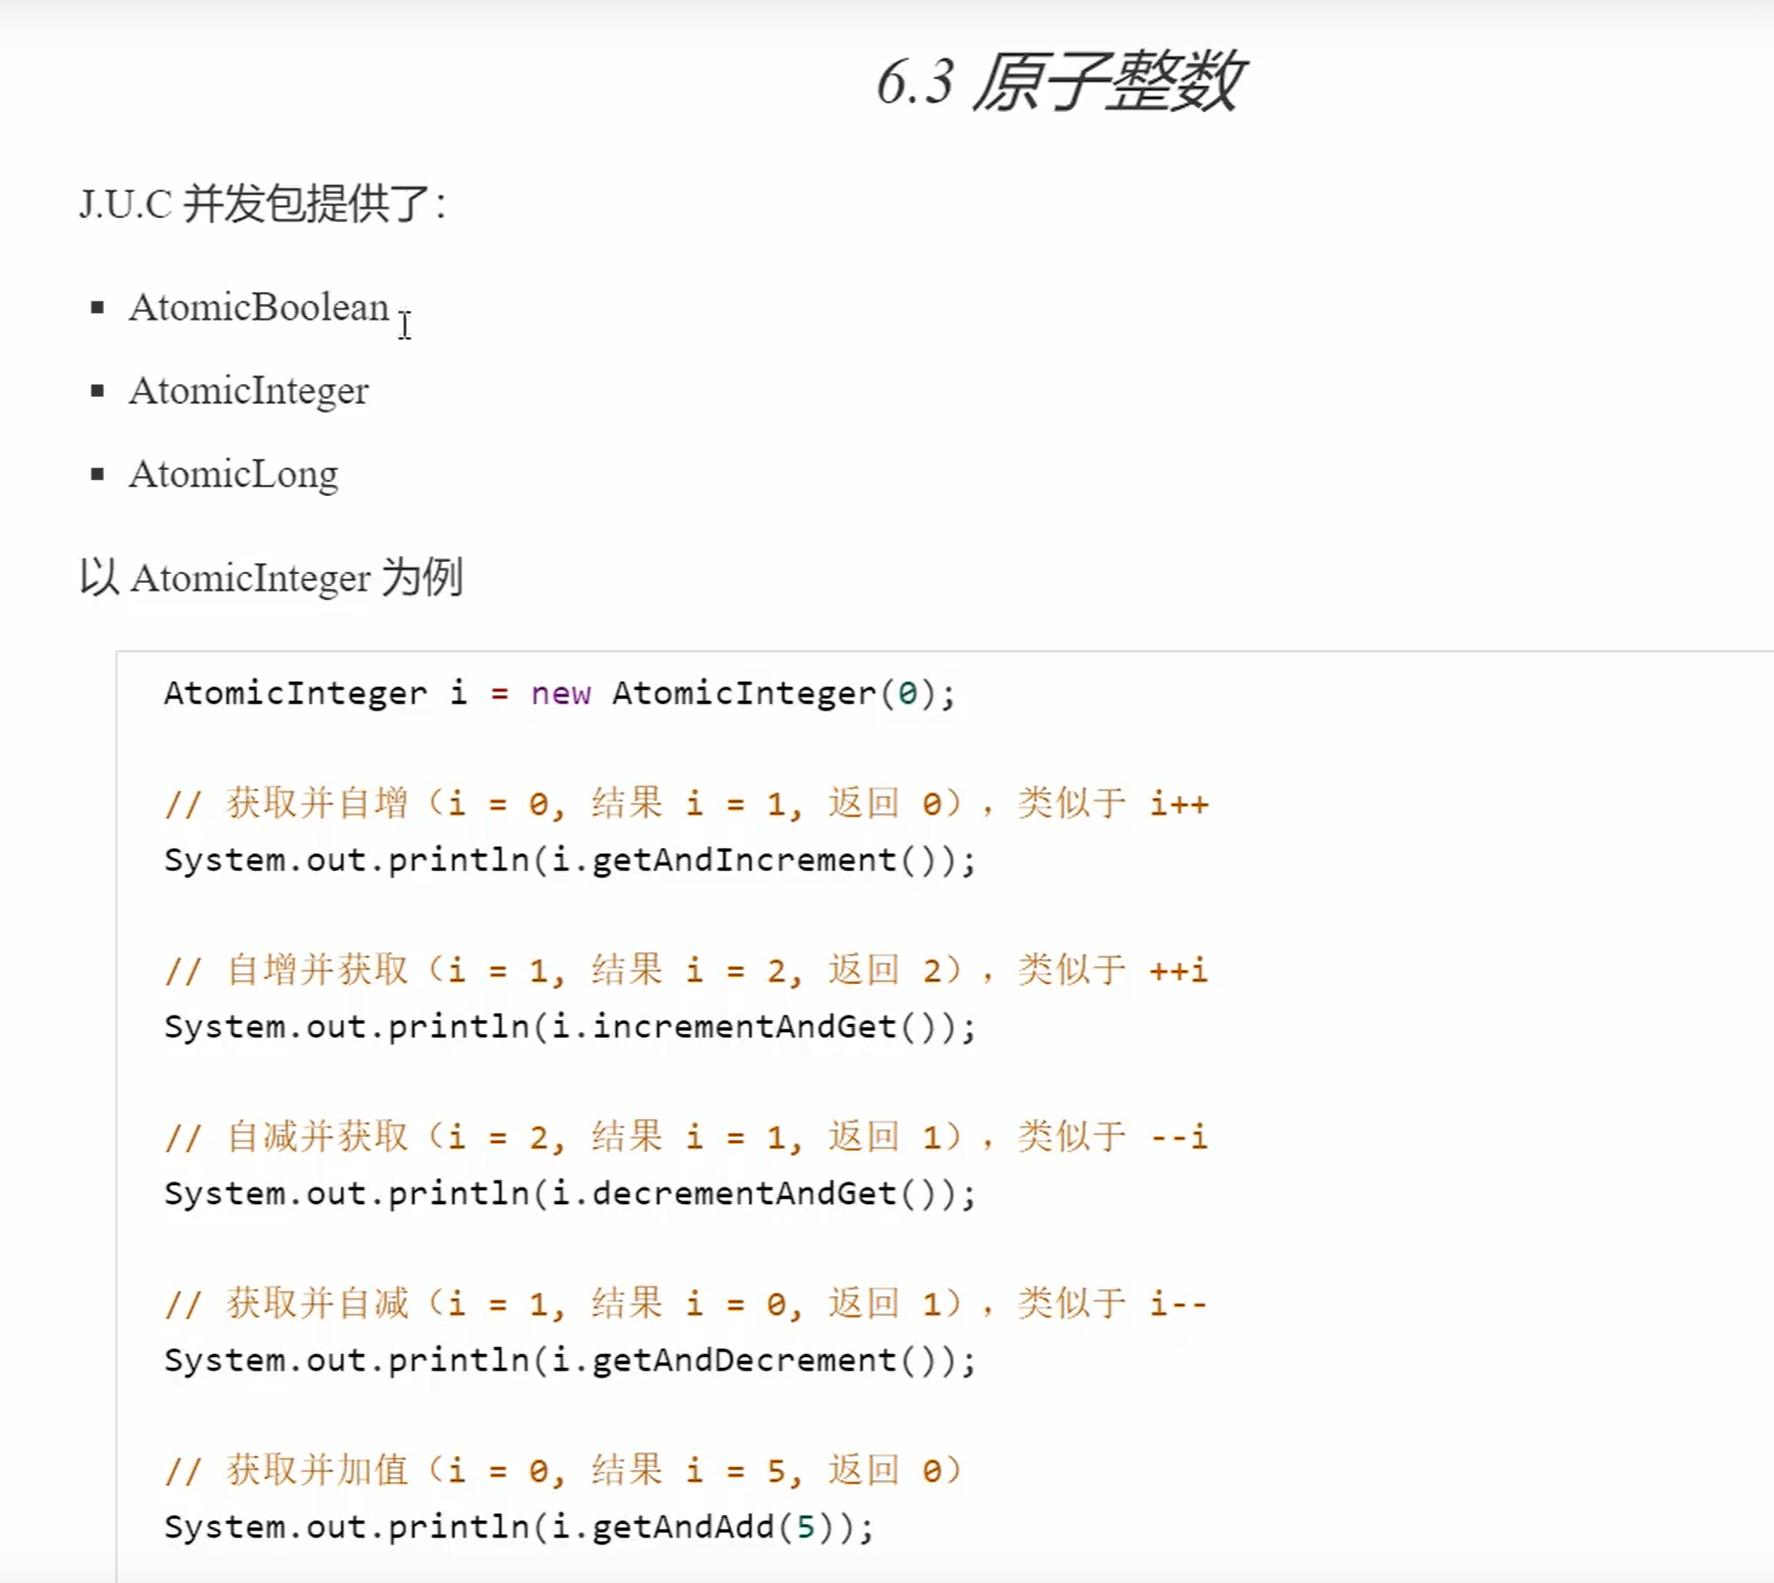 6.3 原子整数
J.U.C 并发包提供了：
▪ AtomicBoolean
▪ AtomicInteger
▪ AtomicLong
以 AtomicInteger 为例
AtomicInteger i = new AtomicInteger(0);
// 获取并自增（i = 0, 结果 i = 1, 返回 0），类似于 i++
System.out.println(i.getAndIncrement());
// 自增并获取（i = 1, 结果 i = 2, 返回 2），类似于 ++i
System.out.println(i.incrementAndGet());
// 自减并获取（i = 2, 结果 i = 1, 返回 1），类似于 --i
System.out.println(i.decrementAndGet());
// 获取并自减（i = 1, 结果 i = 0, 返回 1），类似于 i--
System.out.println(i.getAndDecrement());
// 获取并加值（i = 0, 结果 i = 5, 返回 0）
System.out.println(i.getAndAdd(5));